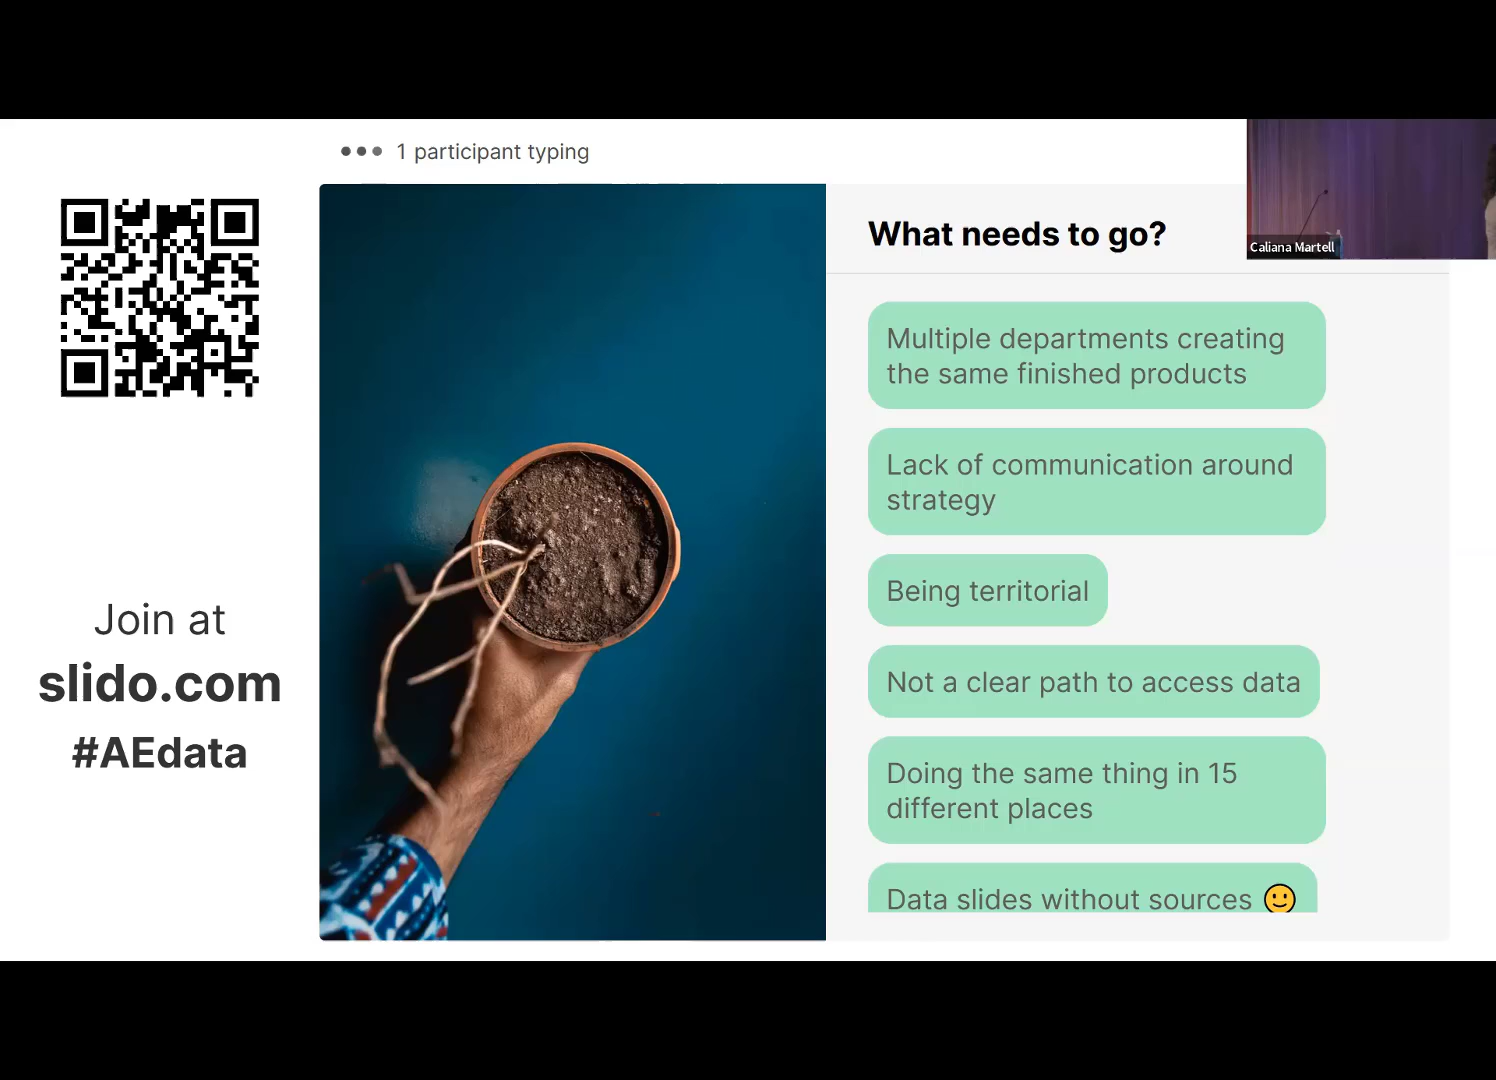 1 participant typing
Join at
slido.com
#AEdata
What needs to go?
Multiple departments creating
the same finished products
Lack of communication around
strategy
Being territorial
Not a clear path to access data
Doing the same thing in 15
different places
Data slides without sources 🙂
Caliana Martell